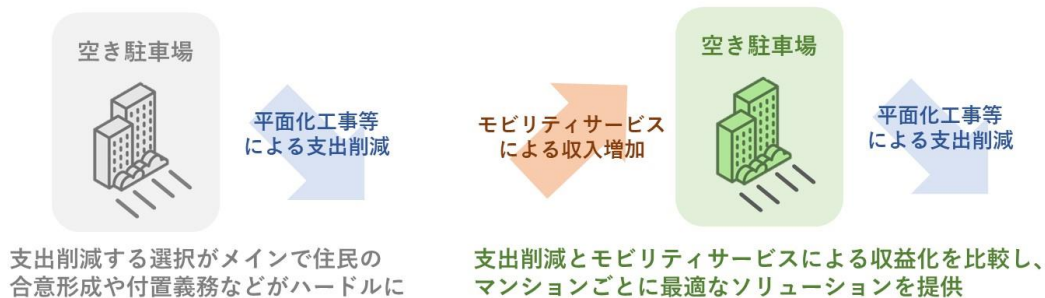 空き駐車場
平面化工事等
による支出削減
支出削減する選択がメインで住民の
合意形成や付置義務などがハードルに
モビリティサービス
による収入増加
空き駐車場
平面化工事等
による支出削減
支出削減とモビリティサービスによる収益化を比較し、
マンションごとに最適なソリューションを提供